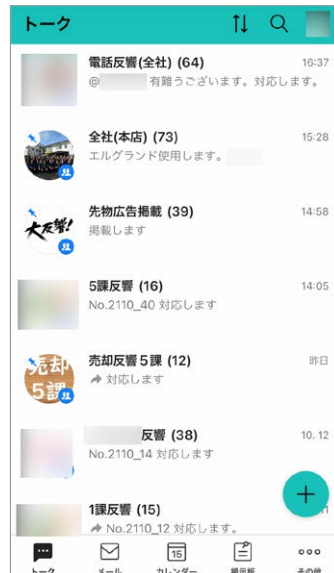 トーク
電話反響(全社) (64) 16:37
@ 有難うございます。対応します。
全社(本店) (73) 15:28
エルグランド使用します。
大反響!
先物広告掲載 (39) 14:58
掲載します
5課反響 (16) 14:05
No.2110_40 対応します
売却
5課
売却反響5課 (12) 昨日
対応します
反響 (38) 10. 12
No.2110_14 対応します
1課反響 (15)
No.2110_12 対応します。
15
トーク メール カレンダー 掲示板 その他